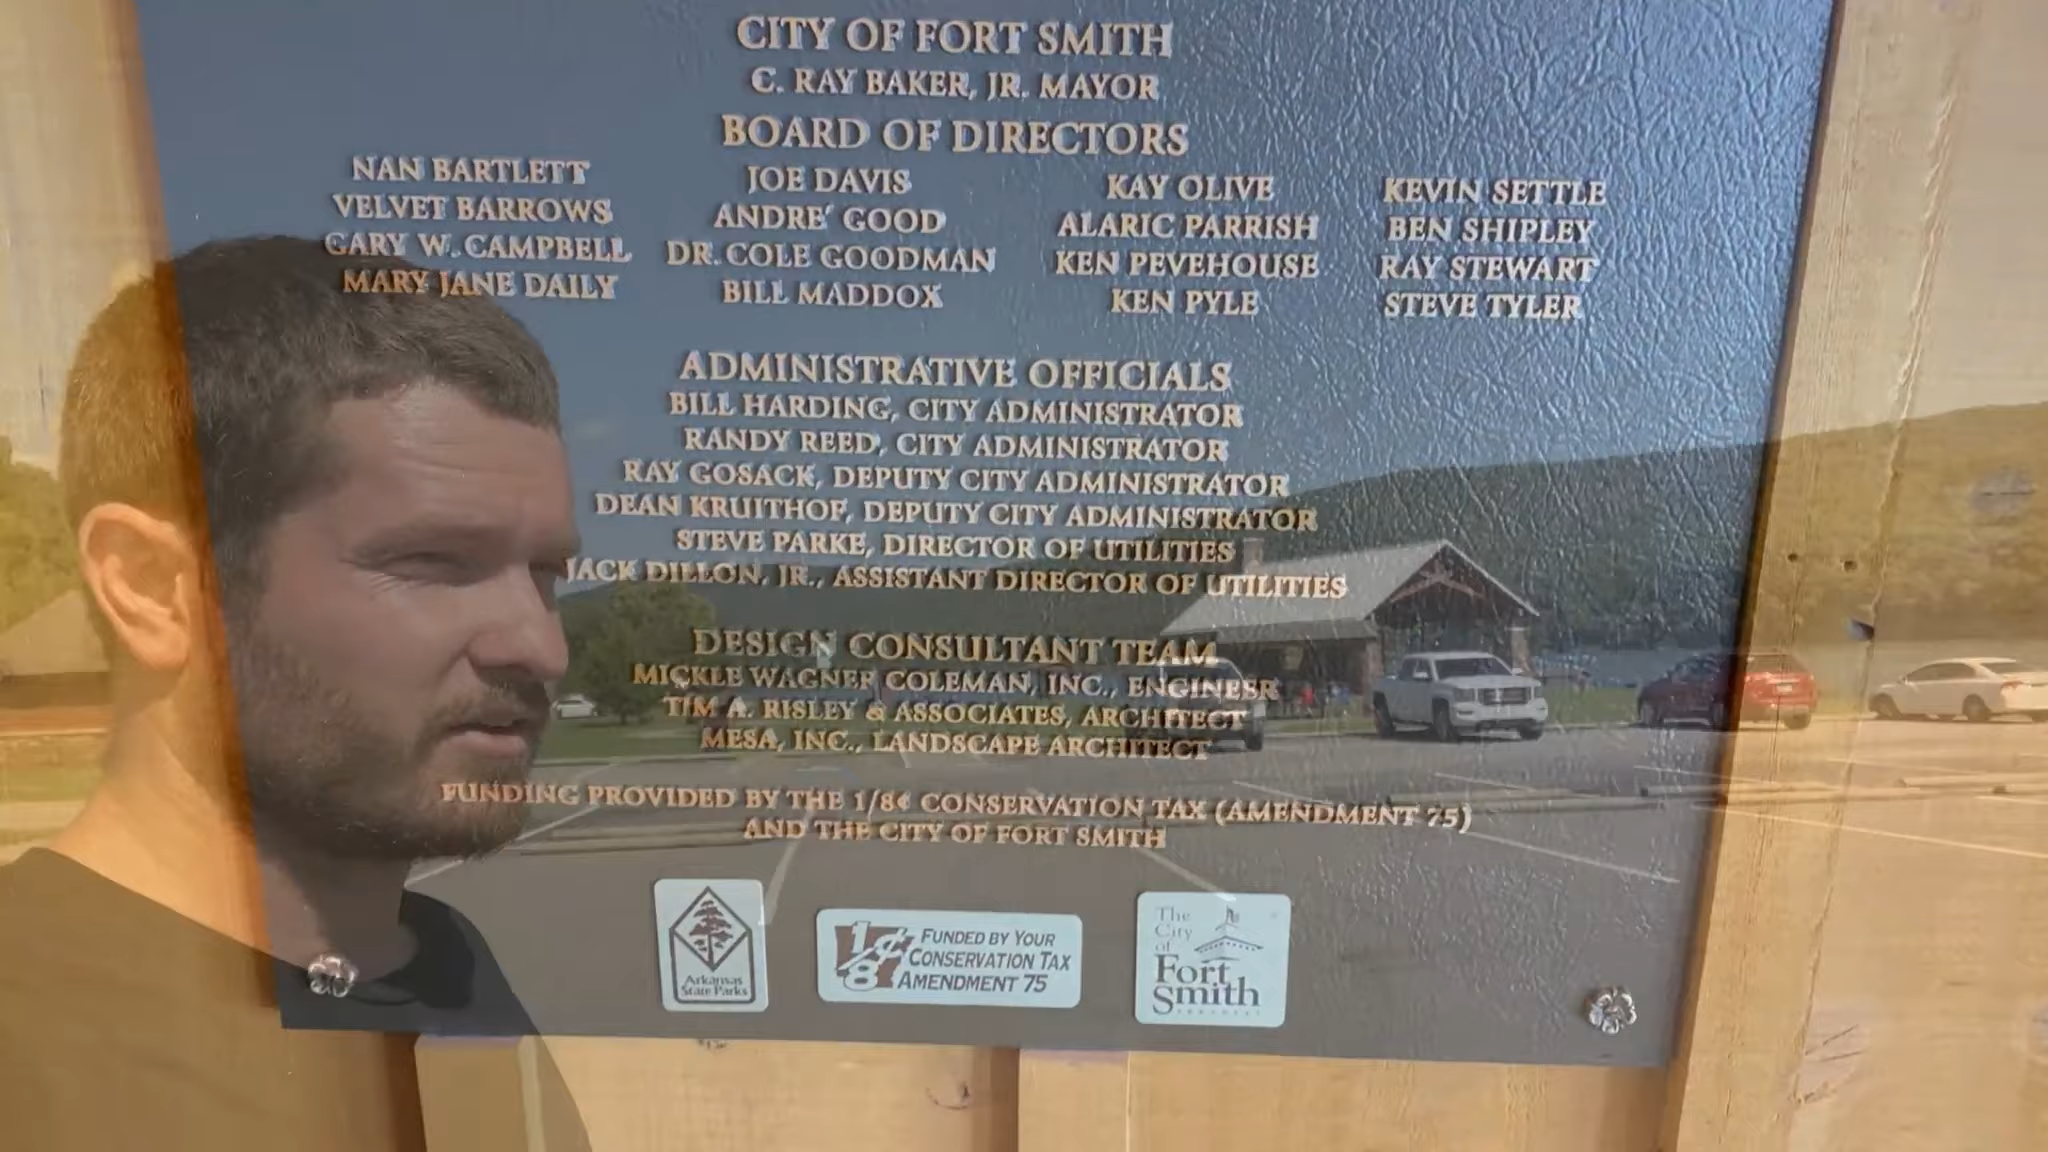 CITY OF FORT SMITH
C. RAY BAKER, JR. MAYOR
BOARD OF DIRECTORS
NAN BARTLETT
VELVET BARROWS
GARY W. CAMPBELL
MARY JANE DAILY
JOE DAVIS
ANDRE' GOOD
DR. COLE GOODMAN
BILL MADDOX
KAY OLIVE
ALARIC PARRISH
KEN PEVEHOUSE
KEN PYLE
KEVIN SETTLE
BEN SHIPLEY
RAY STEWART
STEVE TYLER
ADMINISTRATIVE OFFICIALS
BILL HARDING, CITY ADMINISTRATOR
RANDY REED, CITY ADMINISTRATOR
RAY GOSACK, DEPUTY CITY ADMINISTRATOR
DEAN KRUITHOF, DEPUTY CITY ADMINISTRATOR
STEVE PARKE, DIRECTOR OF UTILITIES
JACK DILLON, JR., ASSISTANT DIRECTOR OF UTILITIES
DESIGN CONSULTANT TEAM
MICKLE WAGNER COLEMAN, INC., ENGINEER
TIM A. RISLEY & ASSOCIATES, ARCHITECT
MESA, INC., LANDSCAPE ARCHITECT
FUNDING PROVIDED BY THE 1/8¢ CONSERVATION TAX (AMENDMENT 75)
AND THE CITY OF FORT SMITH
Arkansas
State Parks
1/8¢
FUNDED BY YOUR
CONSERVATION TAX
AMENDMENT 75
The
City
of
Fort
Smith